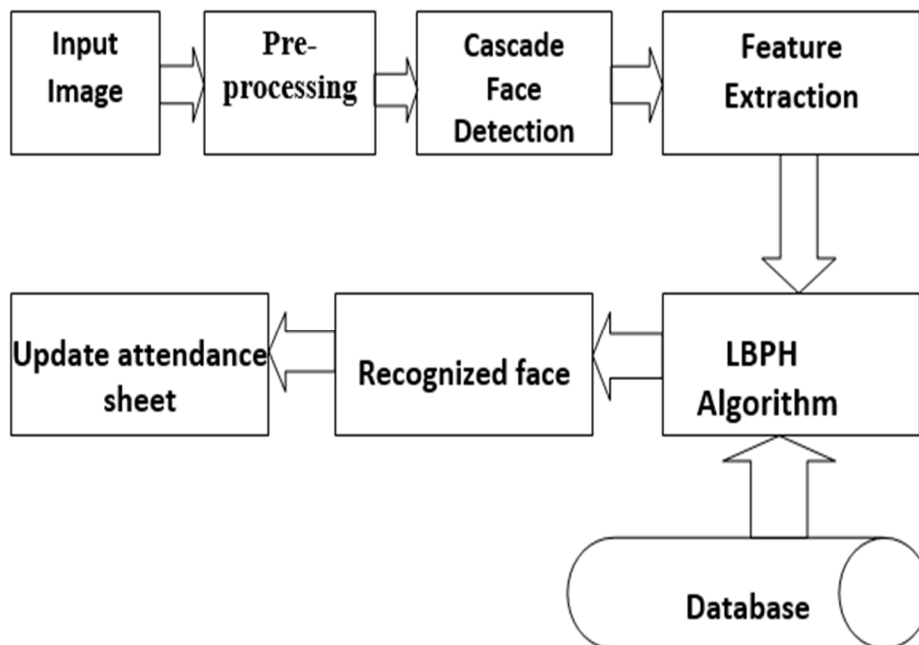 Input
Image
Pre-
processing
Cascade
Face
Detection
Feature
Extraction
Update attendance
sheet
Recognized face
LBPH
Algorithm
Database